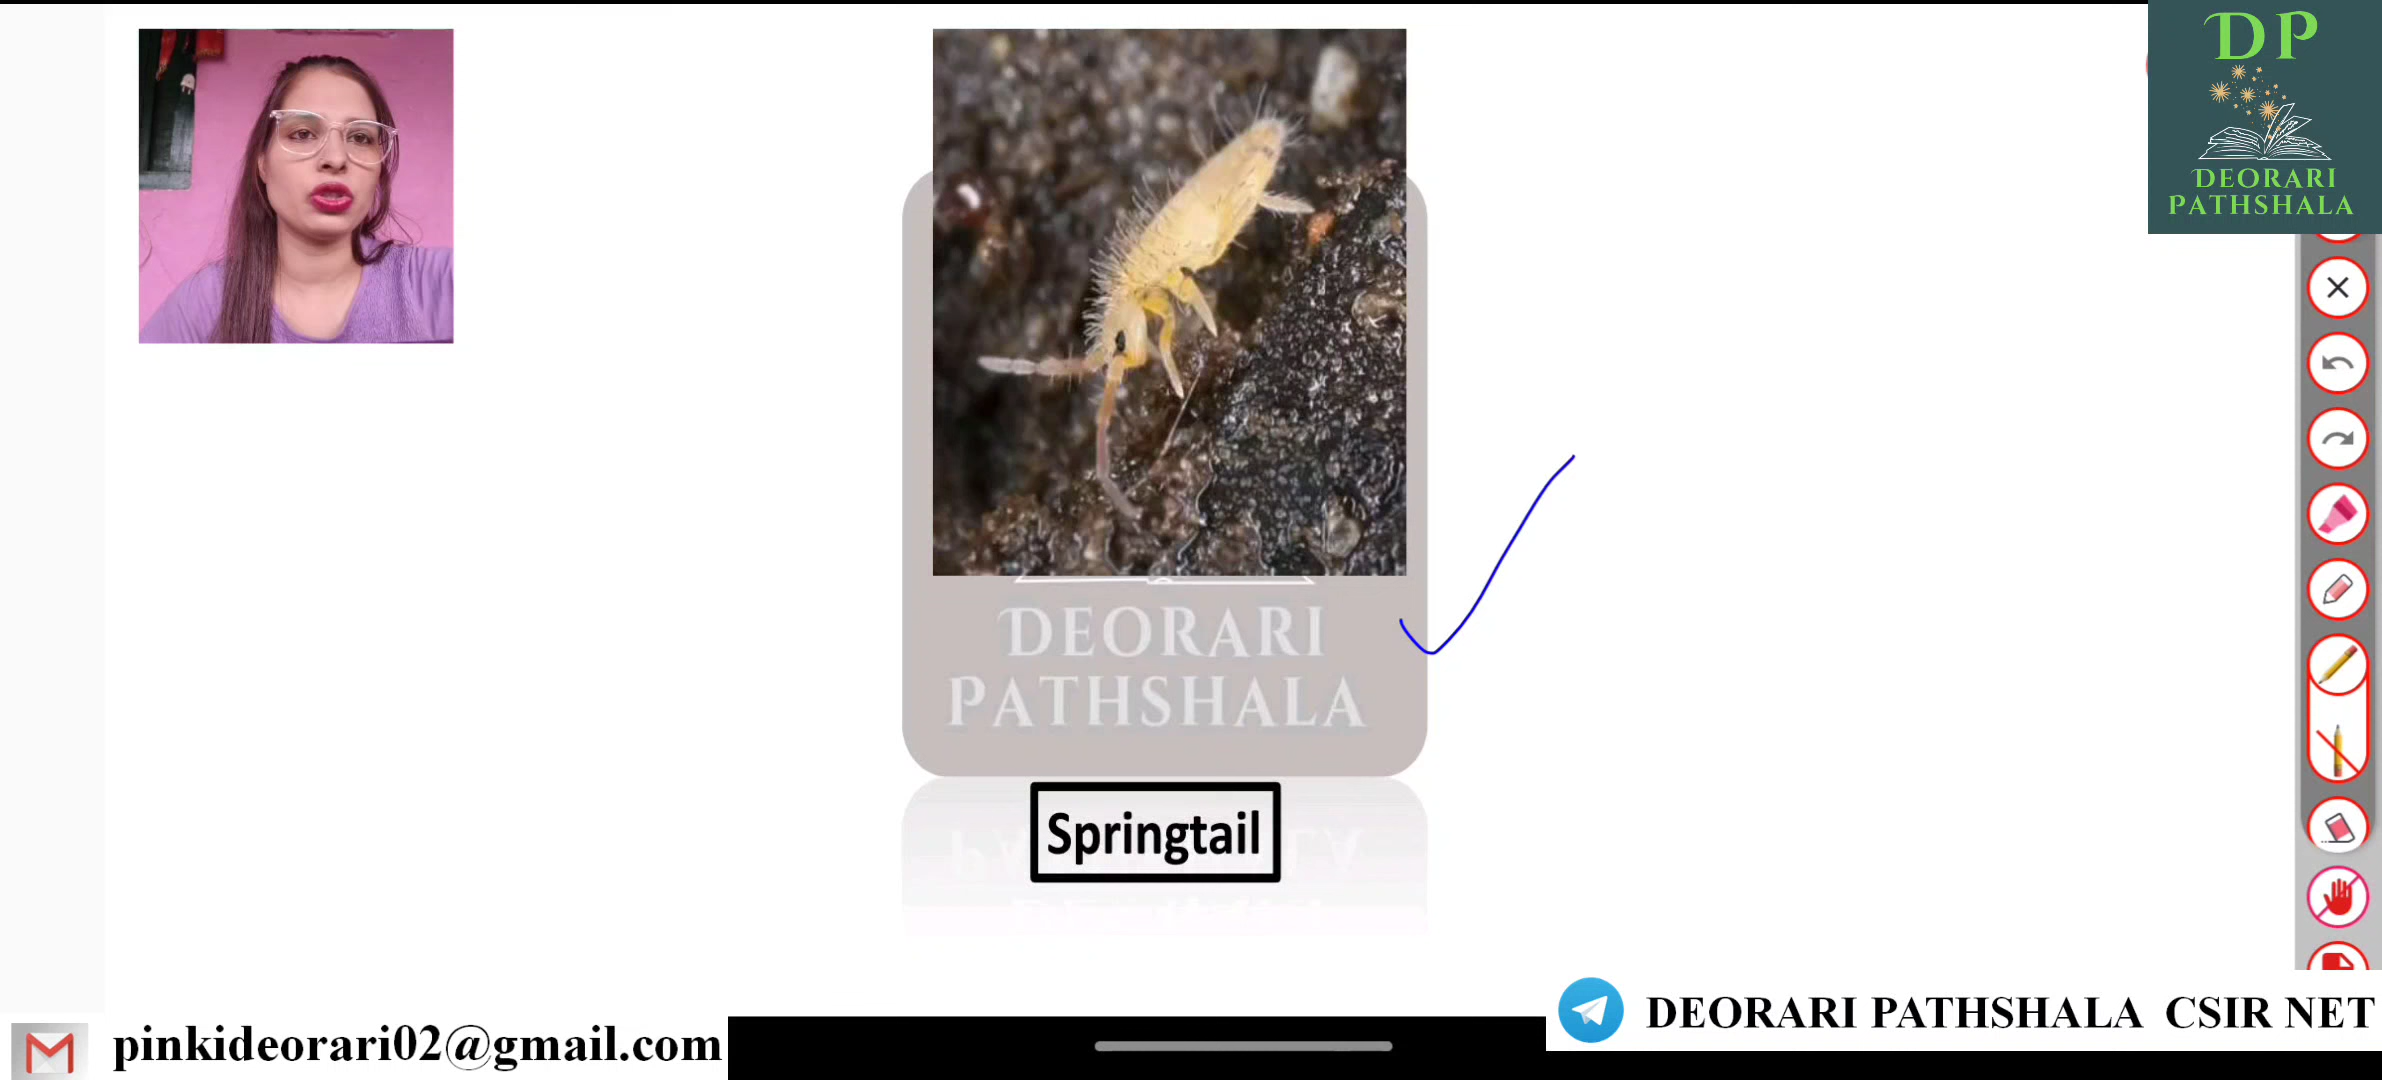 DP
DEORARI
PATHSHALA
DEORARI
PATHSHALA
Springtail
pinkideorari02@gmail.com
DEORARI PATHSHALA CSIR NET